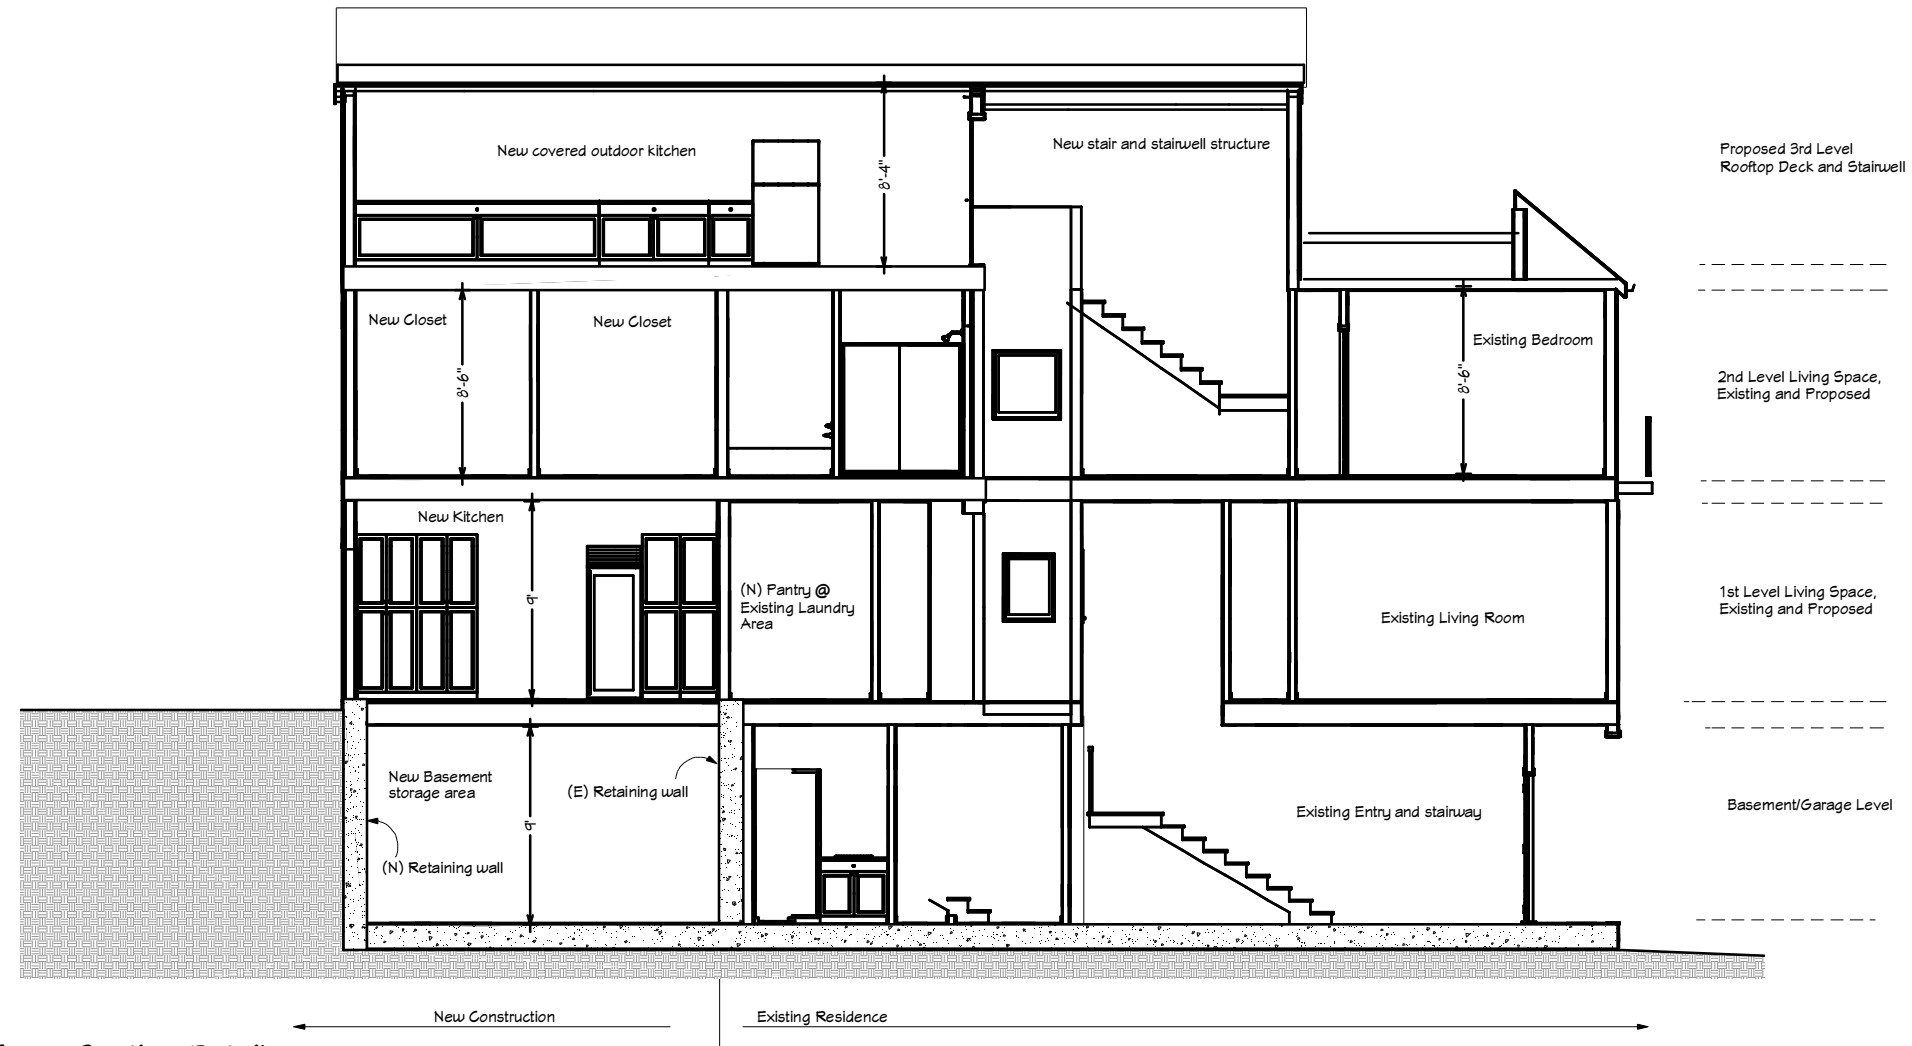 New covered outdoor kitchen
8'-4"
New stair and stairwell structure
Proposed 3rd Level
Rooftop Deck and Stairwell
New Closet
New Closet
8'-6"
8'-6"
Existing Bedroom
2nd Level Living Space,
Existing and Proposed
New Kitchen
9'
(N) Pantry @
Existing Laundry
Area
Existing Living Room
1st Level Living Space,
Existing and Proposed
New Basement
storage area
(E) Retaining wall
9'
(N) Retaining wall
Existing Entry and stairway
Basement/Garage Level
New Construction
Existing Residence